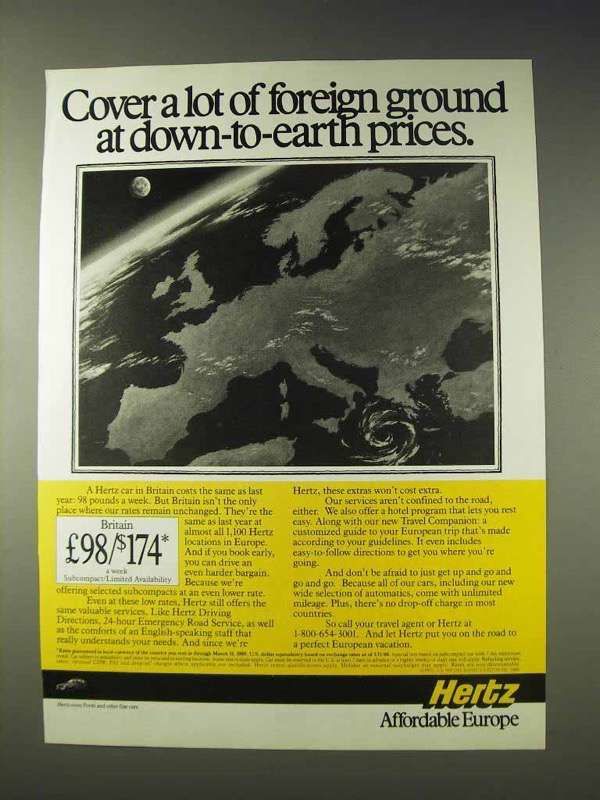 Cover a lot of foreign ground
at down-to-earth prices.
A Hertz car in Britain costs the same as last
year: 98 pounds a week. But Britain isn't the only
place where our rates remain unchanged. They're the
same as last year at
almost all 1,100 Hertz
locations in Europe.
And if you book early,
you can drive an
even harder bargain.
Because we're
Britain
£98/$174*
a week
Subcompact/Limited Availability
offering selected subcompacts at an even lower rate.
Even at these low rates, Hertz still offers the
same valuable services. Like Hertz Driving
Directions, 24-hour Emergency Road Service, as well
as the comforts of an English-speaking staff that
really understands your needs. And since we're
Hertz, these extras won't cost extra.
Our services aren't confined to the road,
either. We also offer a hotel program that lets you rest
easy. Along with our new Travel Companion: a
customized guide to your European trip that's made
according to your guidelines. It even includes
easy-to-follow directions to get you where you're
going.
And don't be afraid to just get up and go and
go and go. Because all of our cars, including our new
wide selection of automatics, come with unlimited
mileage. Plus, there's no drop-off charge in most
countries.
So call your travel agent or Hertz at
1-800-654-3001. And let Hertz put you on the road to
a perfect European vacation.
Hertz rents Fords and other fine cars.
Hertz
Affordable Europe